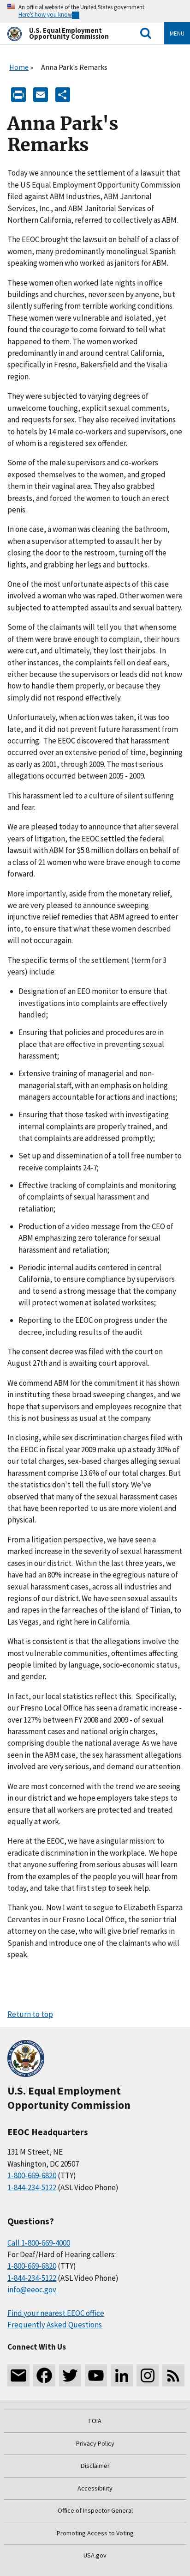 An official website of the United States government
Here's how you know
U.S. Equal Employment
Opportunity Commission
MENU
Home » Anna Park's Remarks
Anna Park's
Remarks
Today we announce the settlement of a case in which
the US Equal Employment Opportunity Commission
filed against ABM Industries, ABM Janitorial
Services, Inc., and ABM Janitorial Services of
Northern California, referred to collectively as ABM.
The EEOC brought the lawsuit on behalf of many
women, who were predominantly monolingual Spanish
speaking women who worked as janitors for ABM.
These women often worked late nights in office
buildings and churches, never seen by anyone, but
silently suffering from feelings of shame and fear.
These women were vulnerable and isolated, yet
found the courage to come forward to tell what
happened to them. The women worked
predominantly in and around central California,
specifically in Fresno, Bakersfield and the Visalia
region.
They were subjected to varying degrees of
unwelcome touching, explicit sexual comments,
and requests for sex. They also received invitations
to hotels by 14 male co-workers and supervisors, one
of whom is a registered sex offender.
Some of the male supervisors and co-workers
exposed themselves to the women, groped them
in their vaginal area. They also grabbed
breasts, and forced the women to touch an erect
penis.
In one case, a woman was cleaning the bathroom,
when a supervisor attempted to assault her by
closing the door to the restroom, turning off the
lights, and grabbing her legs and buttocks.
One of the most unfortunate aspects of this case
involved a woman who was raped. Other women were
subjected to attempted assaults and sexual battery.
Some of the claimants will tell you that when some
of them did have enough to complain, their hours
were cut, ultimately, they lost their jobs. In
other instances, the complaints fell on deaf ears,
either because the supervisors or leads did not know
how to handle them properly, or because they
simply did not respond effectively.
Unfortunately, when action was taken, it was too
late, and it did not prevent future harassment from
occurring. The EEOC discovered that harassment
occurred over an extensive period of time, beginning
as early as 2001, through 2009. The most serious
allegations occurred between 2005 - 2009.
This harassment led to a culture of silent suffering
and fear.
We are pleased to announce today that after several
years of litigation, the EEOC settled the federal
lawsuit with ABM for $5.8 million dollars on behalf of
a class of 21 women who were brave enough to come
forward.
More importantly, aside from the monetary relief,
we are very pleased to announce sweeping
injunctive relief remedies that ABM agreed to enter
into to ensure that what occurred to these women
will not occur again.
The specific terms of the settlement (term for 3
years) include:
Designation of an EEO monitor to ensure that
investigations into complaints are effectively
handled;
Ensuring that policies and procedures are in
place that are effective in preventing sexual
harassment;
Extensive training of managerial and non-
managerial staff, with an emphasis on holding
managers accountable for actions and inactions;
Ensuring that those tasked with investigating
internal complaints are properly trained, and
that complaints are addressed promptly;
Set up and dissemination of a toll free number to
receive complaints 24-7;
Effective tracking of complaints and monitoring
of complaints of sexual harassment and
retaliation;
Production of a video message from the CEO of
ABM emphasizing zero tolerance for sexual
harassment and retaliation;
Periodic internal audits centered in central
California, to ensure compliance by supervisors
and to send a strong message that the company
will protect women at isolated worksites;
Reporting to the EEOC on progress under the
decree, including results of the audit
The consent decree was filed with the court on
August 27th and is awaiting court approval.
We commend ABM for the commitment it has shown
in instituting these broad sweeping changes, and we
hope that they will emerge as an example to others
that it is not business as usual at the company.
In closing, while sex discrimination charges filed with
the EEOC in fiscal year 2009 make up a steady 30% of
our total charges, sex-based charges alleging sexual
harassment comprise 13.6% of our total charges. But
the statistics don't tell the full story. We've
discovered that many of the sexual harassment cases
that have been reported to us are more violent and
physical.
From a litigation perspective, we have seen a
marked increase in the severity of sexual harassment
cases in our district. Within the last three years, we
have had an 80% increase in the egregious nature of
sexual harassment cases, across all industries and
regions within our district. We have settled cases that
reach the far stretches of the island of Tinian, and
Las Vegas, and right here in California.
What is consistent is that the allegations involve the
most vulnerable communities, oftentimes affecting
people regardless of language, socio-economic status,
and gender.
In fact, our local statistics reflect this. Specifically,
our Fresno Local Office has seen a dramatic increase -
over 127% between FY 2008 and 2009 - of sexual
harassment cases and national origin charges,
comprising double the national average. As we have
seen in the ABM case, the sex harassment allegations
involved are very serious, and demand our attention.
We are most concerned with the severity we are
seeing in our district, and that we need to ensure
that all workers are protected and treated equally at
work.
Here at the EEOC, we have a singular mandate: to
eradicate discrimination in the workplace. We hope
that other people who may be suffering will hear
from you today, and take that first step to help.
Thank you. Now I want to segue to Elizabeth Esparza
Cervantes in our Fresno Local Office, the senior trial
attorney on the case, who will give brief remarks in
Spanish and introduce some of the claimants who will
speak.
Return to top
U.S. Equal Employment
Opportunity Commission
EEOC Headquarters
131 M Street, NE
Washington, DC 20507
1-800-669-6820 (TTY)
1-844-234-5122 (ASL Video Phone)
Questions?
Call 1-800-669-4000
For Deaf/Hard of Hearing callers:
1-800-669-6820 (TTY)
1-844-234-5122 (ASL Video Phone)
info@eeoc.gov
Find your nearest EEOC office
Frequently Asked Questions
Connect With Us
FOIA
Privacy Policy
Disclaimer
Accessibility
Office of Inspector General
Promoting Access to Voting
USA.gov